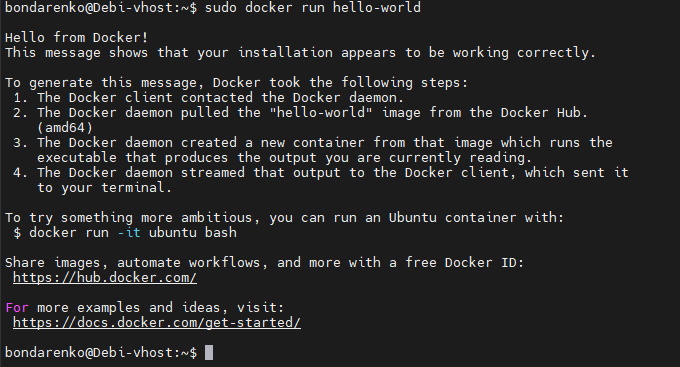 bondarenko@Debi-vhost:~$ sudo docker run hello-world

Hello from Docker!
This message shows that your installation appears to be working correctly.

To generate this message, Docker took the following steps:
 1. The Docker client contacted the Docker daemon.
 2. The Docker daemon pulled the "hello-world" image from the Docker Hub.
    (amd64)
 3. The Docker daemon created a new container from that image which runs the
    executable that produces the output you are currently reading.
 4. The Docker daemon streamed that output to the Docker client, which sent it
    to your terminal.

To try something more ambitious, you can run an Ubuntu container with:
 $ docker run -it ubuntu bash

Share images, automate workflows, and more with a free Docker ID:
 https://hub.docker.com/

For more examples and ideas, visit:
 https://docs.docker.com/get-started/

bondarenko@Debi-vhost:~$